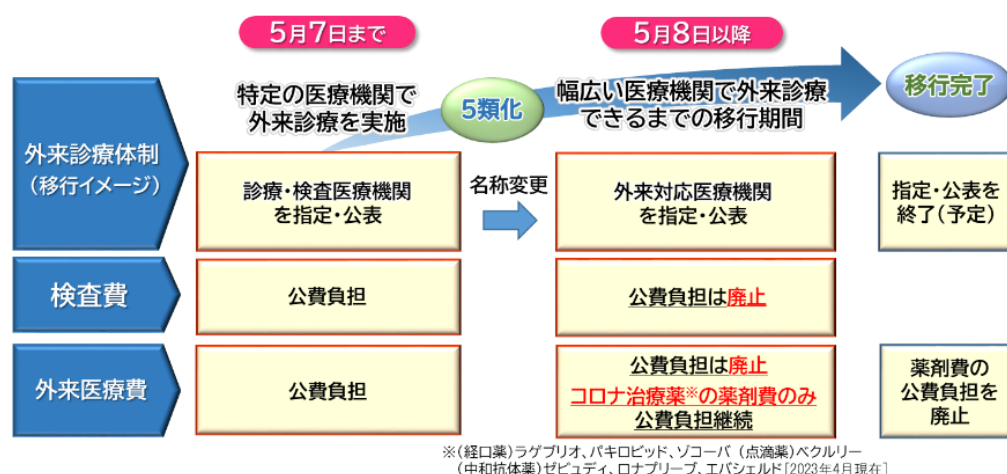 5月7日まで
5月8日以降
特定の医療機関で
外来診療を実施
5類化
幅広い医療機関で外来診療
できるまでの移行期間
移行完了
外来診療体制
(移行イメージ)
診療・検査医療機関
を指定・公表
名称変更
外来対応医療機関
を指定・公表
指定・公表を
終了(予定)
検査費
公費負担
公費負担は廃止
外来医療費
公費負担
公費負担は廃止
コロナ治療薬※の薬剤費のみ
公費負担継続
薬剤費の
公費負担を
廃止
※(経口薬)ラゲブリオ、パキロビッド、ゾコーバ (点滴薬)ベクルリー
(中和抗体薬)ゼビュディ、ロナプリーブ、エバシェルド[2023年4月現在]